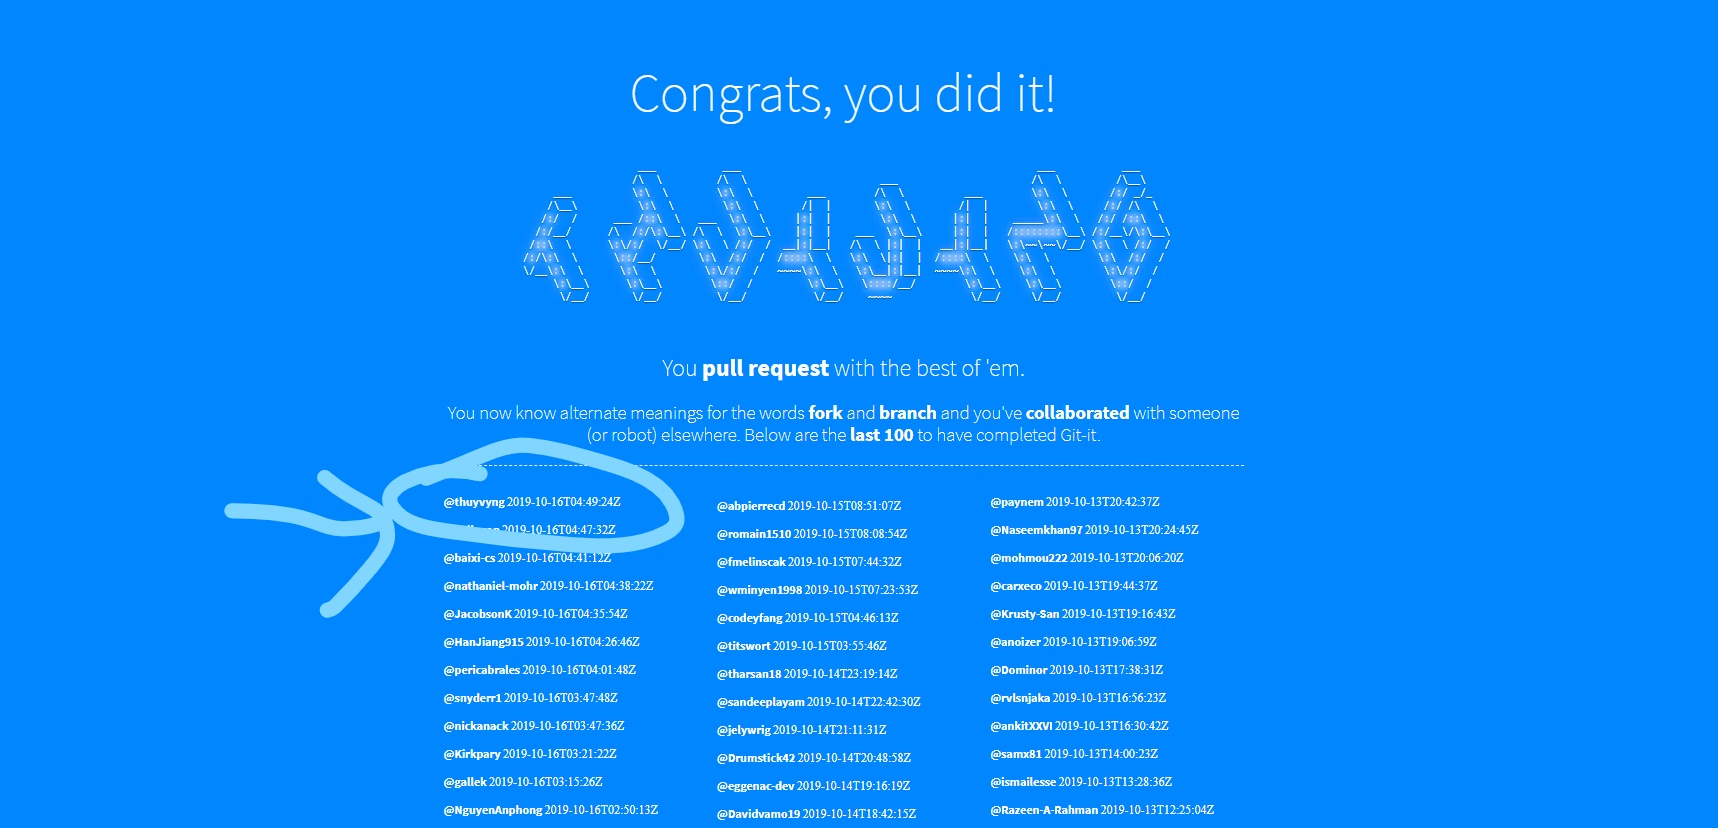 Congrats, you did it!
You pull request with the best of 'em.
You now know alternate meanings for the words fork and branch and you've collaborated with someone
(or robot) elsewhere. Below are the last 100 to have completed Git-it.
@thuyvyng 2019-10-16T04:49:24Z
2019-10-16T04:47:32Z
@baixi-cs 2019-10-16T04:41:12Z
@nathaniel-mohr 2019-10-16T04:38:22Z
@JacobsonK 2019-10-16T04:35:54Z
@HanJiang915 2019-10-16T04:26:46Z
@pericabrales 2019-10-16T04:01:48Z
@snyderr1 2019-10-16T03:47:48Z
@nickanack 2019-10-16T03:47:36Z
@Kirkpary 2019-10-16T03:21:22Z
@gallek 2019-10-16T03:15:26Z
@NguyenAnphong 2019-10-16T02:50:13Z
@abpierrecd 2019-10-15T08:51:07Z
@romain1510 2019-10-15T08:08:54Z
@fmelinscak 2019-10-15T07:44:32Z
@wminyen1998 2019-10-15T07:23:53Z
@codeyfang 2019-10-15T04:46:13Z
@titswort 2019-10-15T03:55:46Z
@tharsan18 2019-10-14T23:19:14Z
@sandeeplayam 2019-10-14T22:42:30Z
@jelywrig 2019-10-14T21:11:31Z
@Drumstick42 2019-10-14T20:48:58Z
@eggenac-dev 2019-10-14T19:16:19Z
@Davidvamo19 2019-10-14T18:42:15Z
@paynem 2019-10-13T20:42:37Z
@Naseemkhan97 2019-10-13T20:24:45Z
@mohmou222 2019-10-13T20:06:20Z
@carxeco 2019-10-13T19:44:37Z
@Krusty-San 2019-10-13T19:16:43Z
@anoizer 2019-10-13T19:06:59Z
@Dominor 2019-10-13T17:38:31Z
@rvlsnjaka 2019-10-13T16:56:23Z
@ankitXXVI 2019-10-13T16:30:42Z
@samx81 2019-10-13T14:00:23Z
@ismailesse 2019-10-13T13:28:36Z
@Razeen-A-Rahman 2019-10-13T12:25:04Z